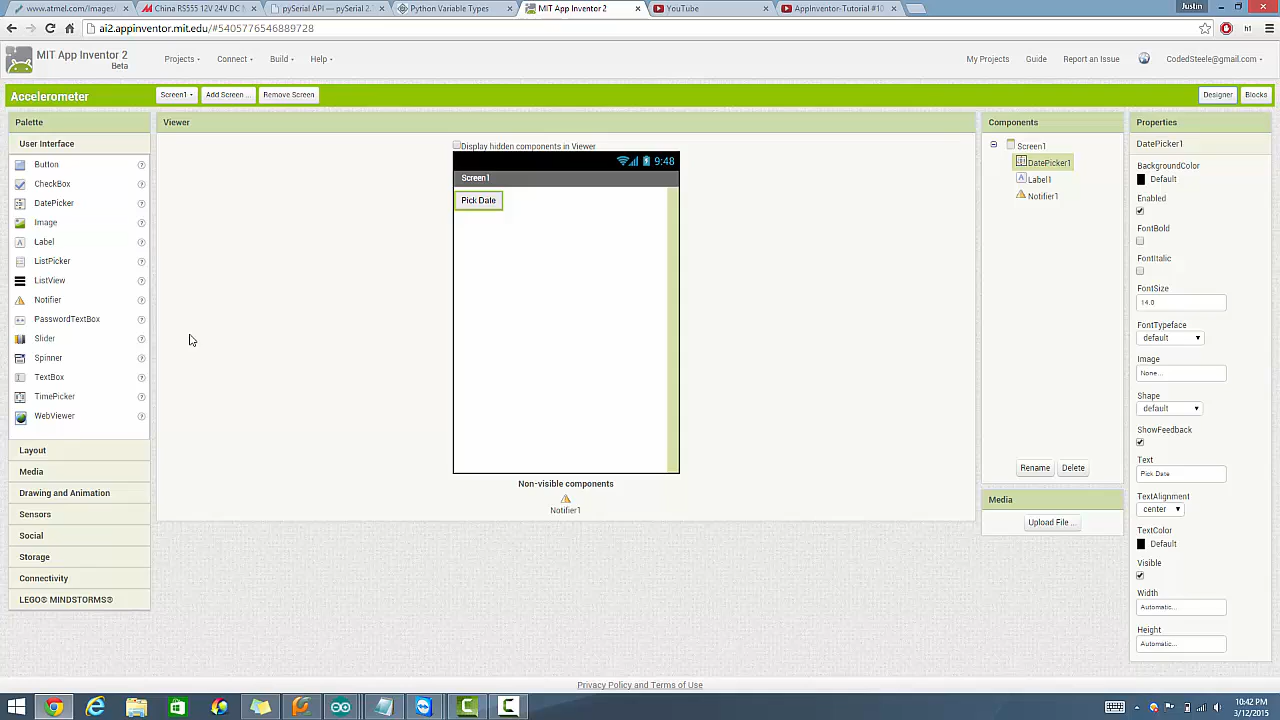 www.atmel.com/Images/
China RS555 12V 24V DC M
pySerial API — pySerial 2.
Python Variable Types
MIT App Inventor 2
YouTube
AppInventor-Tutorial #10
Justin
ai2.appinventor.mit.edu/#5405776546889728
MIT App Inventor 2
Beta
Projects
Connect
Build
Help
My Projects
Guide
Report an Issue
CodedSteele@gmail.com
Accelerometer
Screen1
Add Screen ...
Remove Screen
Designer
Blocks
Palette
Viewer
Components
Properties
User Interface
Button
CheckBox
DatePicker
Image
Label
ListPicker
ListView
Notifier
PasswordTextBox
Slider
Spinner
TextBox
TimePicker
WebViewer
Layout
Media
Drawing and Animation
Sensors
Social
Storage
Connectivity
LEGO® MINDSTORMS®
Display hidden components in Viewer
9:48
Screen1
Pick Date
Non-visible components
Notifier1
Screen1
DatePicker1
Label1
Notifier1
Rename
Delete
Media
Upload File ...
DatePicker1
BackgroundColor
Default
Enabled
FontBold
FontItalic
FontSize
14.0
FontTypeface
default
Image
None...
Shape
default
ShowFeedback
Text
Pick Date
TextAlignment
center
TextColor
Default
Visible
Width
Automatic...
Height
Automatic...
Privacy Policy and Terms of Use
10:42 PM
3/12/2015